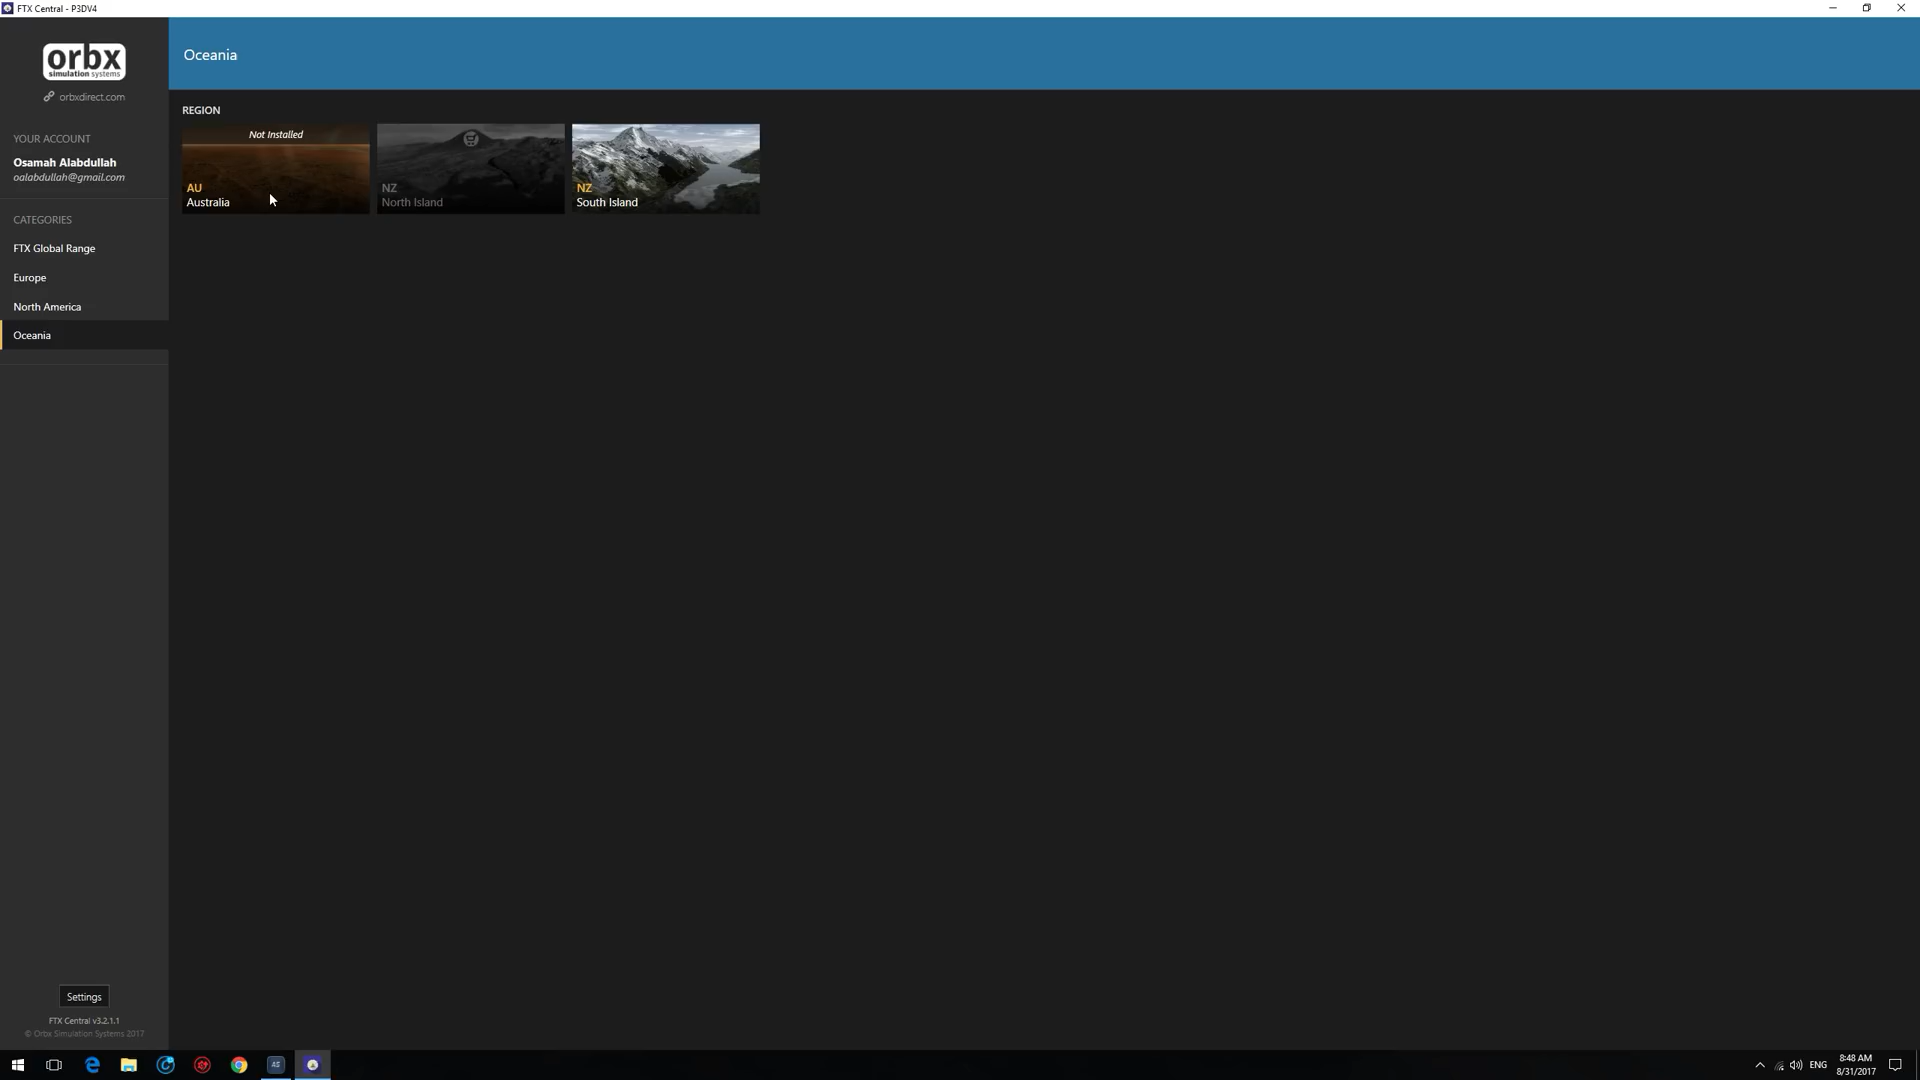 FTX Central - P3DV4
orbx
simulation systems
orbxdirect.com
YOUR ACCOUNT
Osamah Alabdullah
oalabdullah@gmail.com
CATEGORIES
FTX Global Range
Europe
North America
Oceania
Settings
FTX Central v3.2.1.1
© Orbx Simulation Systems 2017
Oceania
REGION
Not Installed
AU
Australia
NZ
North Island
NZ
South Island
AS
ENG
8:48 AM
8/31/2017